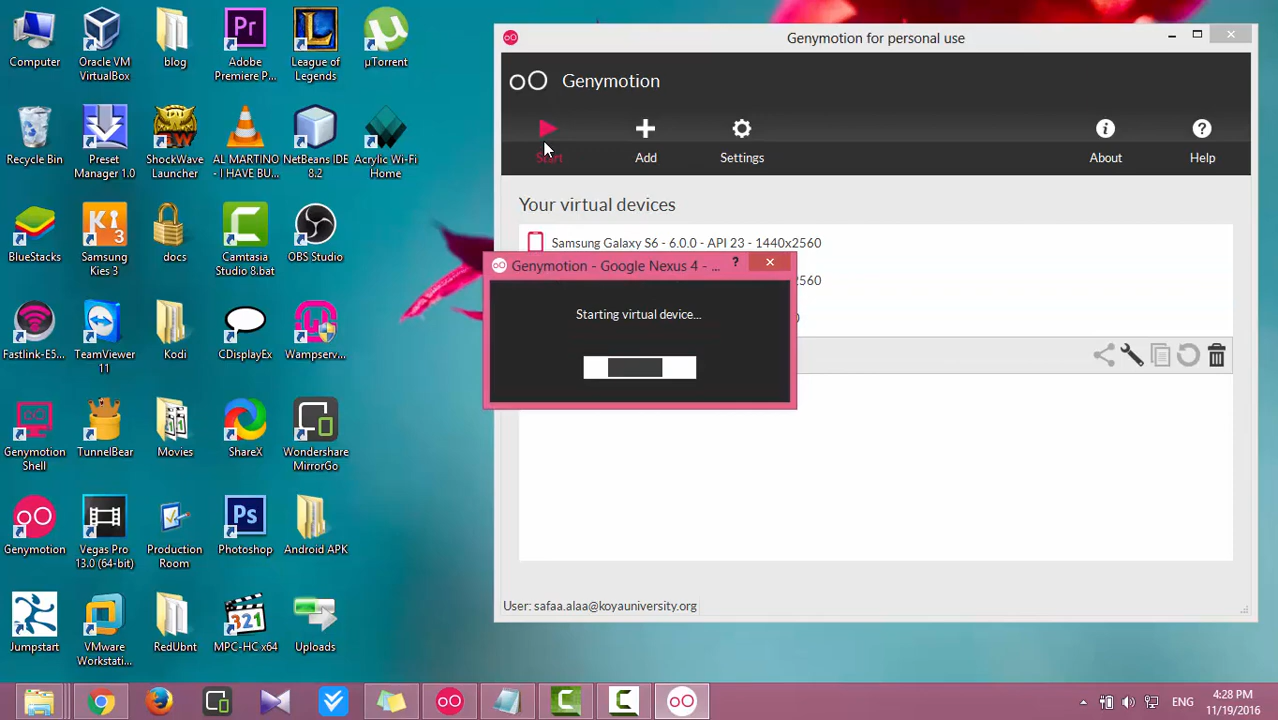 Computer
Oracle VM
VirtualBox
blog
Adobe
Premiere P...
League of
Legends
µTorrent
Recycle Bin
Preset
Manager 1.0
ShockWave
Launcher
AL MARTINO
- I HAVE BU...
NetBeans IDE
8.2
Acrylic Wi-Fi
Home
BlueStacks
Samsung
Kies 3
docs
Camtasia
Studio 8.bat
OBS Studio
Fastlink-E5...
TeamViewer
11
Kodi
CDisplayEx
Wampserv...
Genymotion
Shell
TunnelBear
Movies
ShareX
Wondershare
MirrorGo
Genymotion
Vegas Pro
13.0 (64-bit)
Production
Room
Photoshop
Android APK
Jumpstart
VMware
Workstati...
RedUbnt
MPC-HC x64
Uploads
Genymotion for personal use
Genymotion
Start
Add
Settings
About
Help
Your virtual devices
Samsung Galaxy S6 - 6.0.0 - API 23 - 1440x2560
Genymotion - Google Nexus 4 - ...
Starting virtual device...
User: safaa.alaa@koyauniversity.org
ENG
4:28 PM
11/19/2016